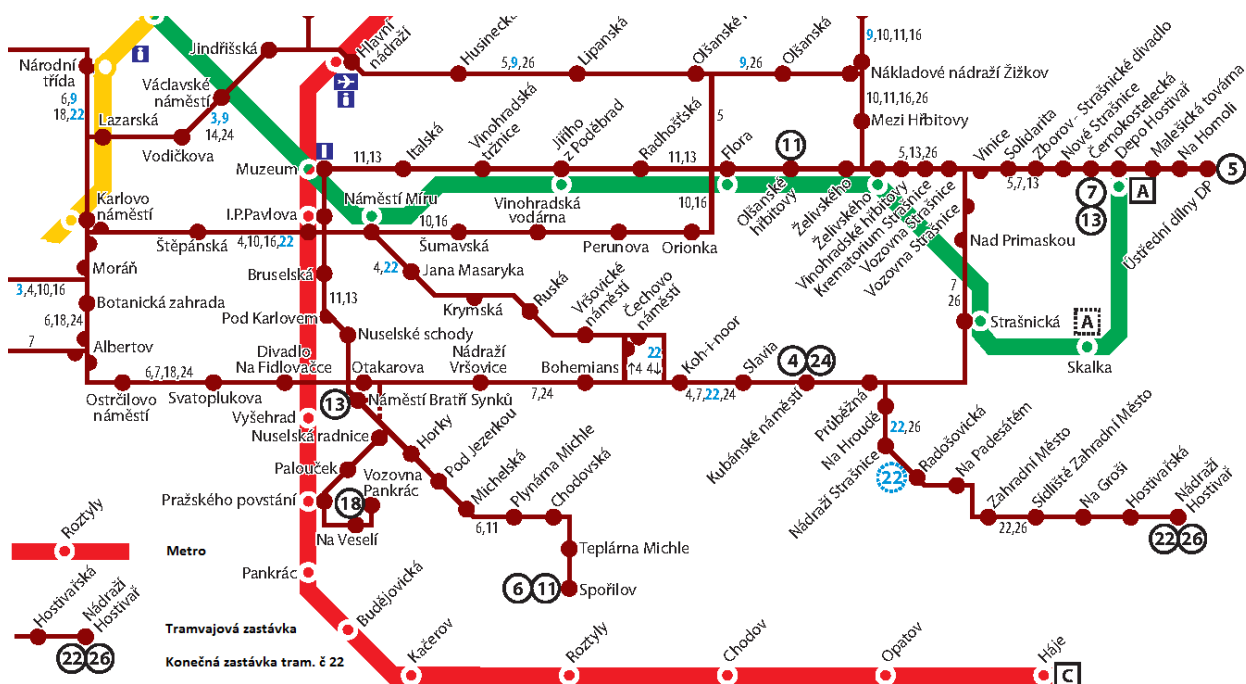 Jindřišská
Hlavní
nádraží
Husinecká
5,9,26
Lipanská
9,26
Olšanská
9,10,11,16
Nákladové nádraží Žižkov
10,11,16,26
Mezi Hřbitovy
Národní
třída
6,9
18,22
Václavské
náměstí
3,9
14,24
Lazarská
Vodičkova
5
Muzeum
11,13
Italská
Vinohradská
tržnice
Jiřího
z Poděbrad
Radhošťská
11,13
Flora
11
Olšanské
hřbitovy
Želivského
Želivského
Vinohradské hřbitovy
Krematorium Strašnice
Vozovna Strašnice
Vozovna Strašnice
5,13,26
Vinice
Solidarita
Zborov - Strašnické divadlo
Nové Strašnice
Černokostelecká
Depo Hostivař
Malešická továrna
Na Homoli
5
5,7,13
7
13
A
Ústřední dílny DP
Karlovo
náměstí
I.P.Pavlova
Náměstí Míru
10,16
Vinohradská
vodárna
10,16
Štěpánská
4,10,16,22
Šumavská
Perunova
Orionka
Nad Primaskou
Moráň
3,4,10,16
Bruselská
4,22
Jana Masaryka
Krymská
Ruská
Vršovické
náměstí
Čechovo
náměstí
7
26
Botanická zahrada
6,18,24
11,13
Pod Karlovem
Nuselské schody
Strašnická
A
Skalka
7
Albertov
Divadlo
Na Fidlovačce
Otakarova
Nádraží
Vršovice
Bohemians
↑4 4↓
22
Koh-i-noor
Slavia
4
24
6,7,18,24
Ostrčilovo
náměstí
Svatoplukova
7,24
4,7,22,24
Kubánské náměstí
Průběžná
Na Hroudě
Nádraží Strašnice
22,26
22
Radošovická
Na Padesátém
Zahradní Město
Sídliště Zahradní Město
Na Groši
Hostivařská
Nádraží
Hostivař
22,26
22
26
13
Náměstí Bratří Synků
Vyšehrad
Nuselská radnice
Horky
Pod Jezerkou
Michelská
Plynárna Michle
Chodovská
6,11
Palouček
Vozovna
Pankrác
Pražského povstání
18
Na Veselí
Teplárna Michle
6
11
Spořilov
Roztyly
Metro
Pankrác
Budějovická
Hostivařská
Nádraží
Hostivař
22
26
Tramvajová zastávka
Konečná zastávka tram. č 22
Kačerov
Roztyly
Chodov
Opatov
Háje
C